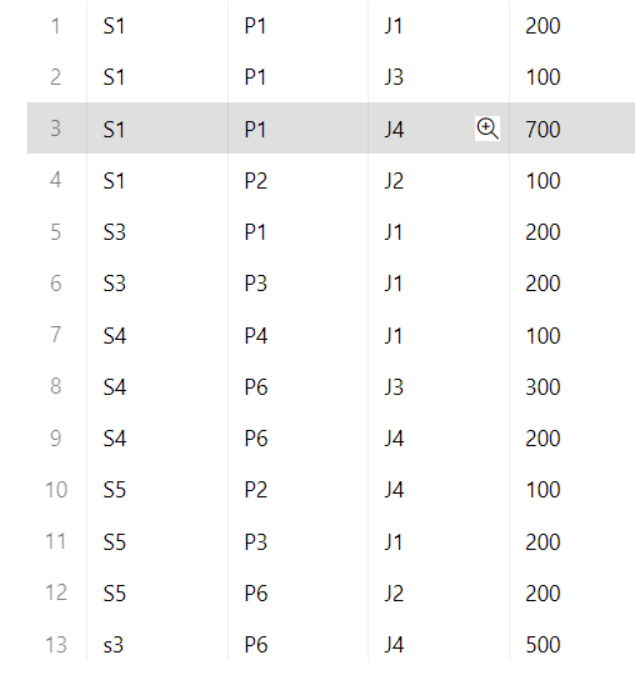 1 S1 P1 J1 200
2 S1 P1 J3 100
3 S1 P1 J4 700
4 S1 P2 J2 100
5 S3 P1 J1 200
6 S3 P3 J1 200
7 S4 P4 J1 100
8 S4 P6 J3 300
9 S4 P6 J4 200
10 S5 P2 J4 100
11 S5 P3 J1 200
12 S5 P6 J2 200
13 s3 P6 J4 500